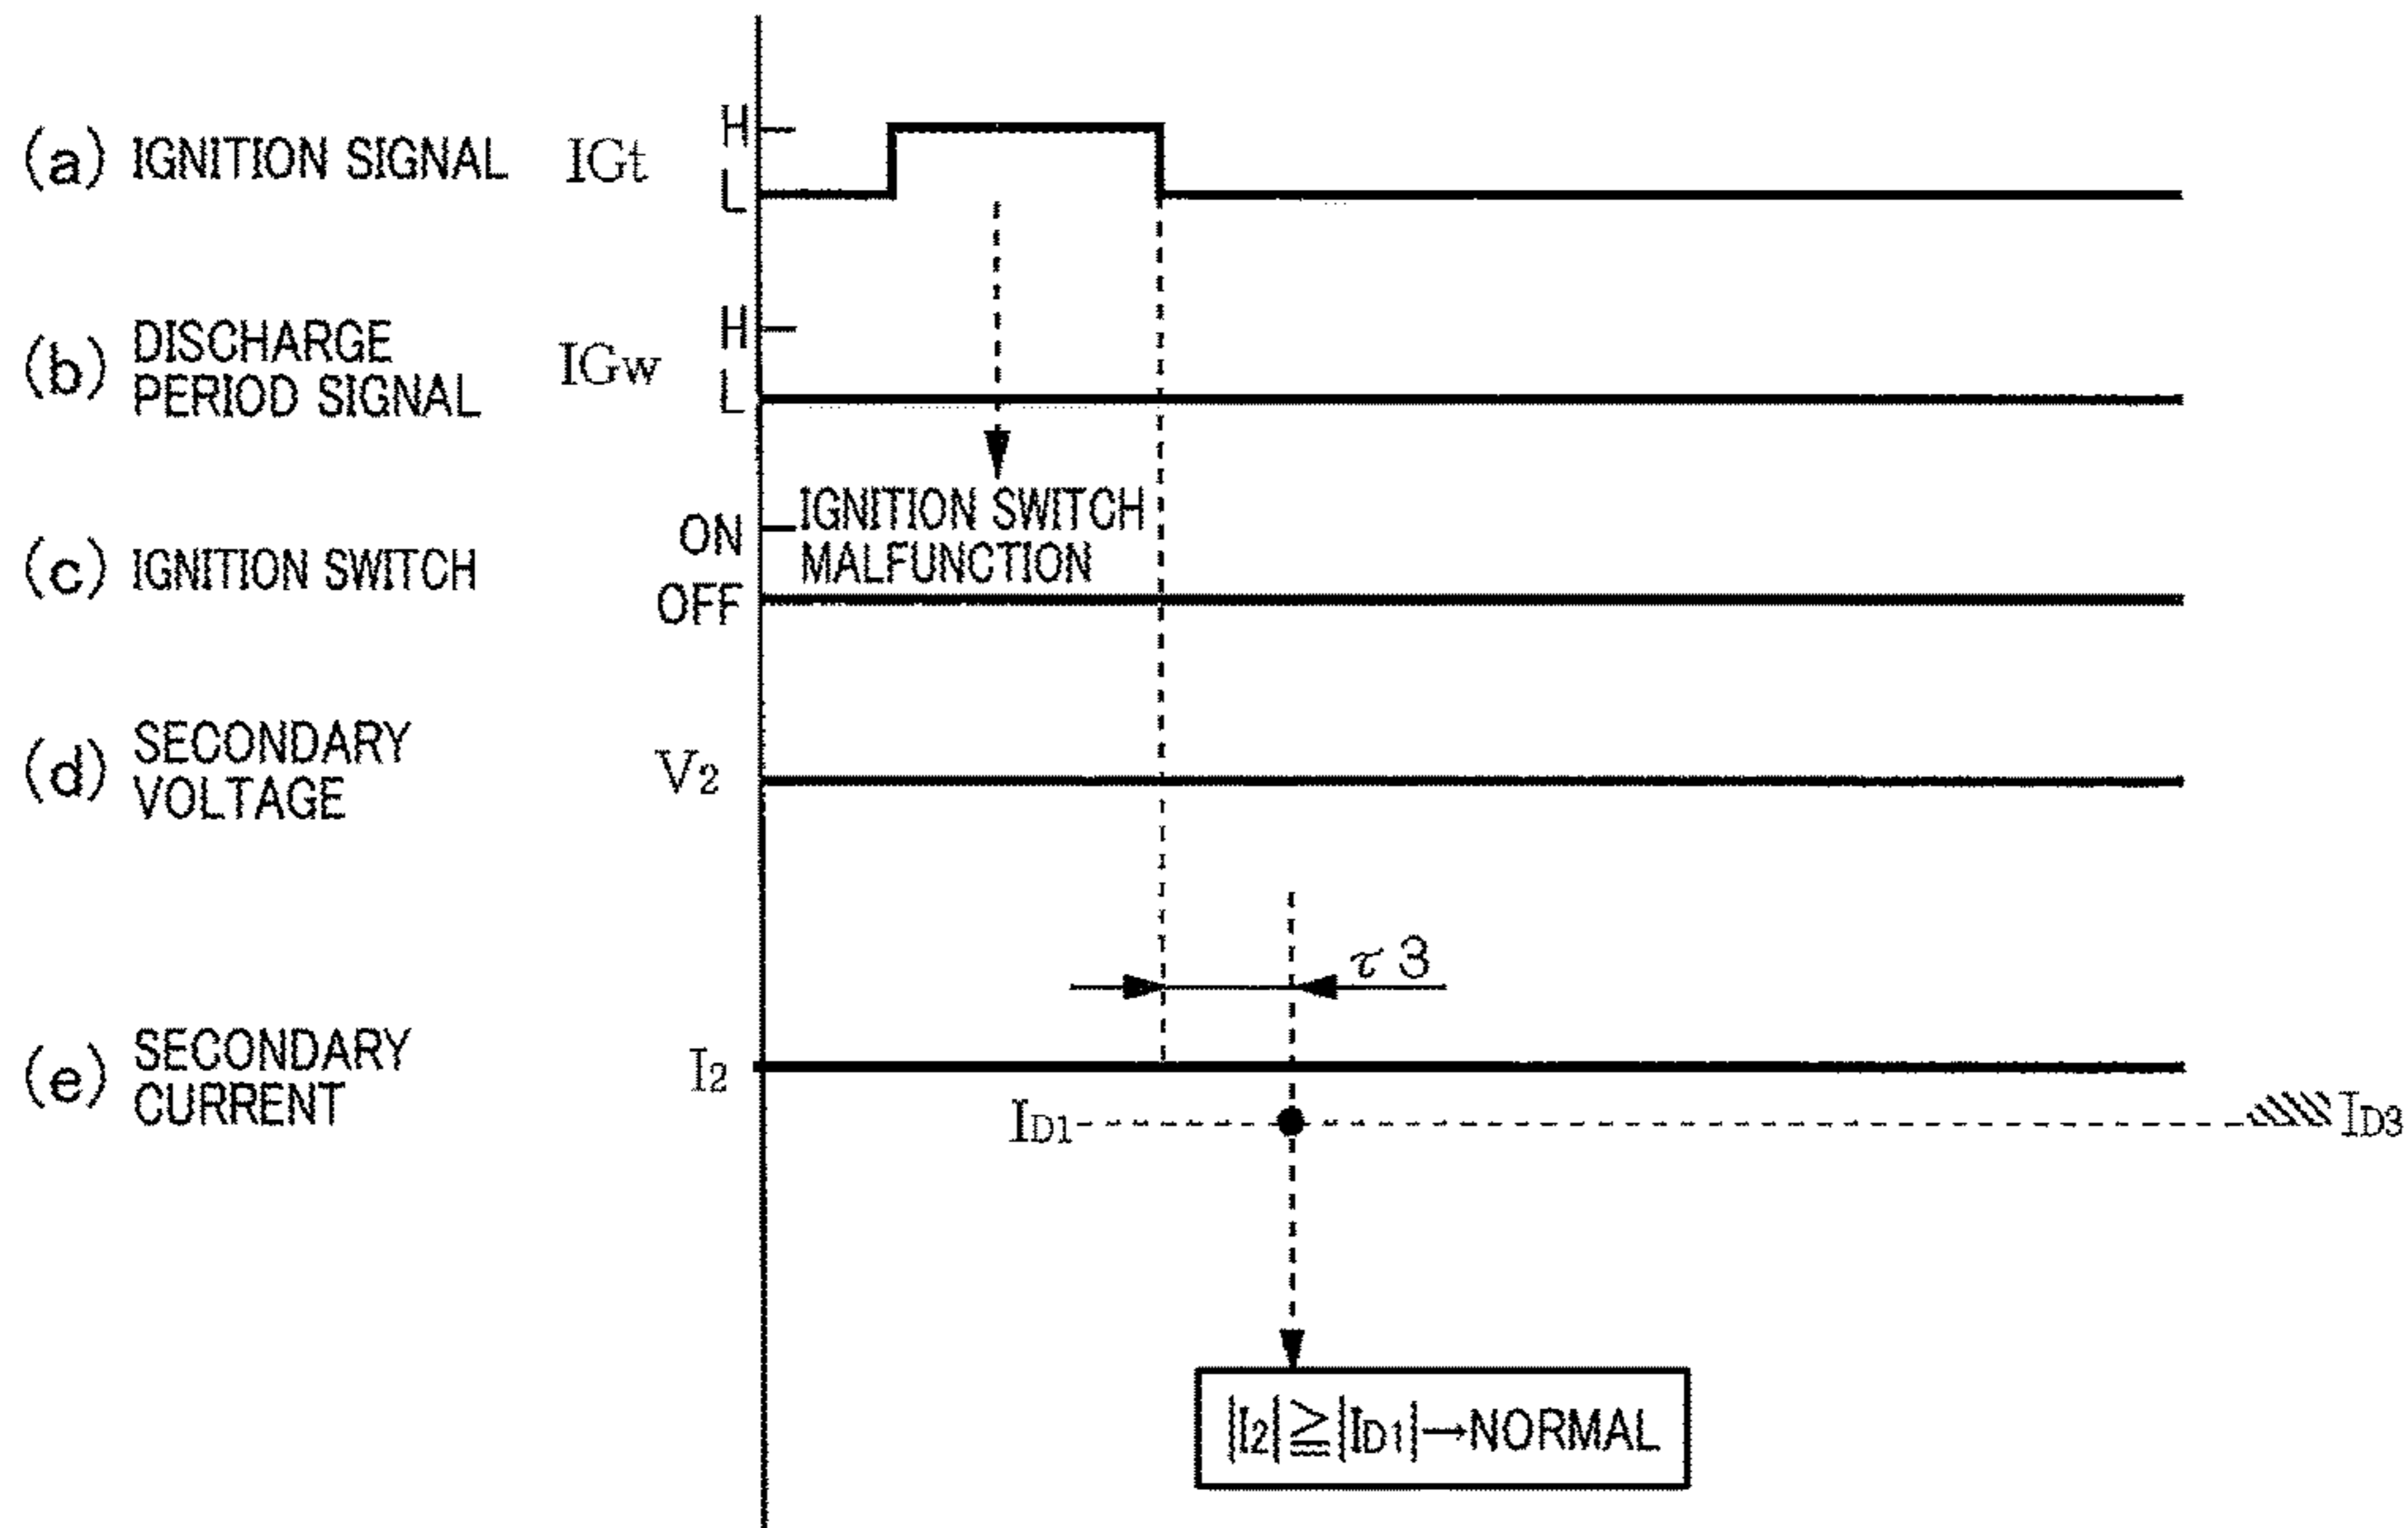 (a) IGNITION SIGNAL IGt H
L
(b) DISCHARGE
PERIOD SIGNAL IGw H
L
IGNITION SWITCH
MALFUNCTION
(c) IGNITION SWITCH ON
OFF
(d) SECONDARY
VOLTAGE V2
τ3
(e) SECONDARY
CURRENT I2
ID1 ID3
|I2|≧|ID1|→NORMAL